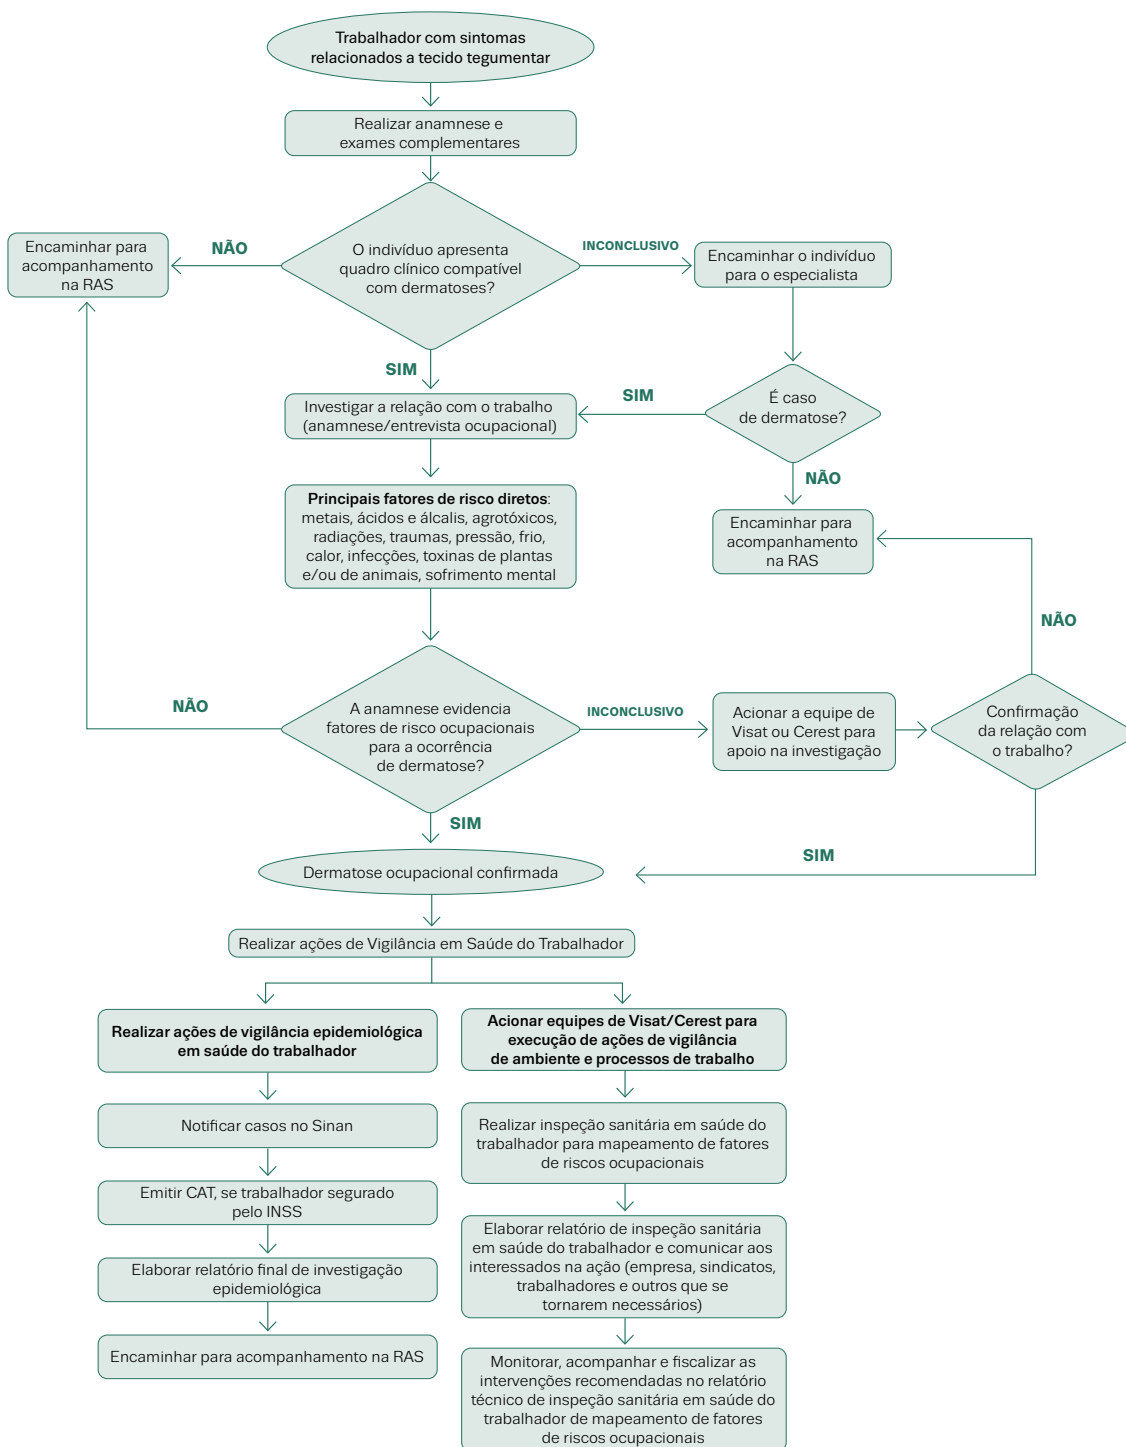 Trabalhador com sintomas
relacionados a tecido tegumentar
Realizar anamnese e
exames complementares
O indivíduo apresenta
quadro clínico compatível
com dermatoses?
NÃO
Encaminhar para
acompanhamento
na RAS
INCONCLUSIVO
Encaminhar o indivíduo
para o especialista
SIM
Investigar a relação com o trabalho
(anamnese/entrevista ocupacional)
SIM
É caso
de dermatose?
NÃO
Encaminhar para
acompanhamento
na RAS
Principais fatores de risco diretos:
metais, ácidos e álcalis, agrotóxicos,
radiações, traumas, pressão, frio,
calor, infecções, toxinas de plantas
e/ou de animais, sofrimento mental
NÃO
A anamnese evidencia
fatores de risco ocupacionais
para a ocorrência
de dermatose?
INCONCLUSIVO
Acionar a equipe de
Visat ou Cerest para
apoio na investigação
Confirmação
da relação com
o trabalho?
NÃO
SIM
SIM
Dermatose ocupacional confirmada
Realizar ações de Vigilância em Saúde do Trabalhador
Realizar ações de vigilância epidemiológica
em saúde do trabalhador
Notificar casos no Sinan
Emitir CAT, se trabalhador segurado
pelo INSS
Elaborar relatório final de investigação
epidemiológica
Encaminhar para acompanhamento na RAS
Acionar equipes de Visat/Cerest para
execução de ações de vigilância
de ambiente e processos de trabalho
Realizar inspeção sanitária em saúde do
trabalhador para mapeamento de fatores
de riscos ocupacionais
Elaborar relatório de inspeção sanitária
em saúde do trabalhador e comunicar aos
interessados na ação (empresa, sindicatos,
trabalhadores e outros que se
tornarem necessários)
Monitorar, acompanhar e fiscalizar as
intervenções recomendadas no relatório
técnico de inspeção sanitária em saúde do
trabalhador de mapeamento de fatores
de riscos ocupacionais